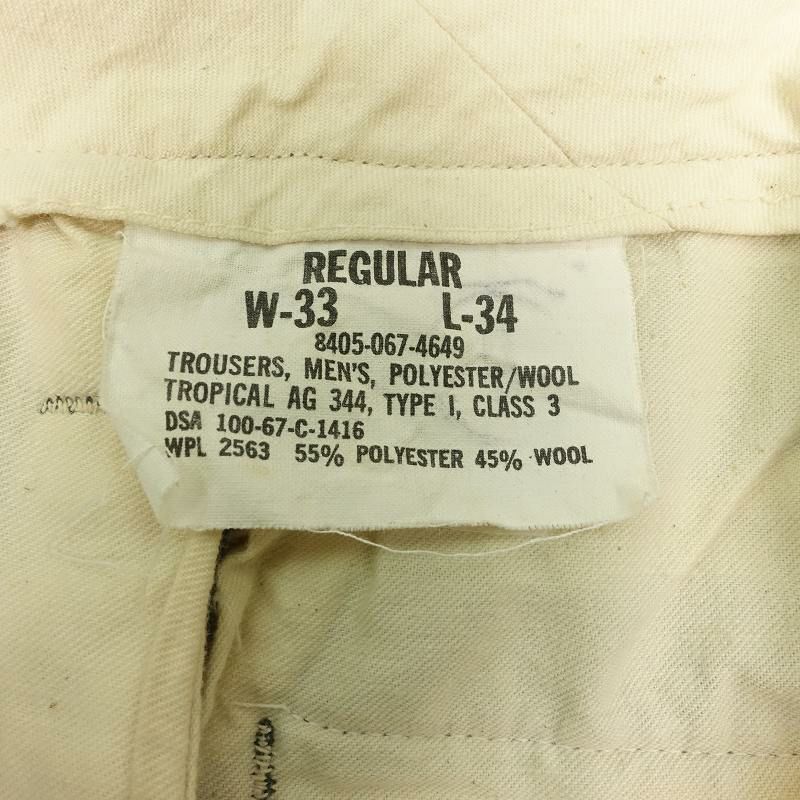 REGULAR
W-33 L-34
8405-067-4649
TROUSERS, MEN'S, POLYESTER/WOOL
TROPICAL AG 344, TYPE I, CLASS 3
DSA 100-67-C-1416
WPL 2563 55% POLYESTER 45% WOOL